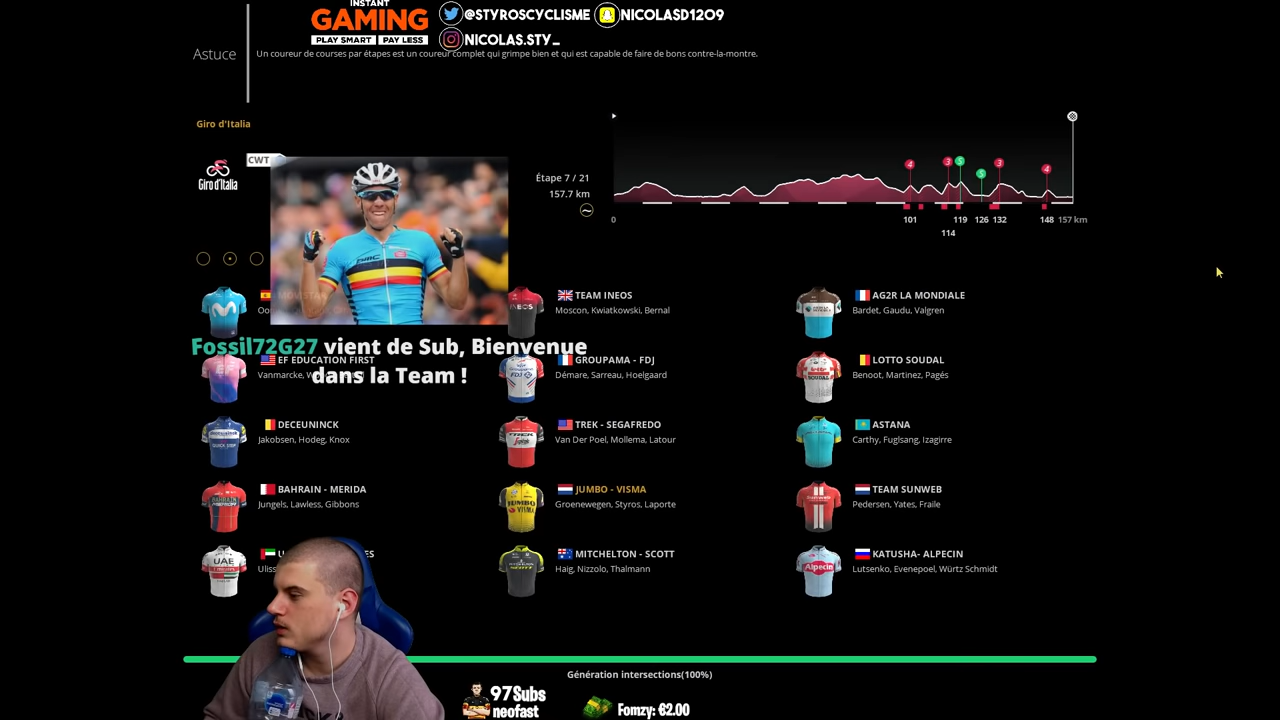 INSTANT
GAMING
PLAY SMART PAY LESS
@STYROSCYCLISME
NICOLASD1209
NICOLAS.STY_
Astuce
Un coureur de courses par étapes est un coureur complet qui grimpe bien et qui est capable de faire de bons contre-la-montre.
Giro d'Italia
CWT
Giro d'Italia
Étape 7 / 21
157.7 km
4 3 S S 3 4
0 101 119 126 132 148 157 km
114
TEAM INEOS
Moscon, Kwiatkowski, Bernal
AG2R LA MONDIALE
Bardet, Gaudu, Valgren
Fossil72G27 vient de Sub, Bienvenue
dans la Team !
EF EDUCATION FIRST
Vanmarcke,
GROUPAMA - FDJ
Démare, Sarreau, Hoelgaard
LOTTO SOUDAL
Benoot, Martinez, Pagés
DECEUNINCK
Jakobsen, Hodeg, Knox
TREK - SEGAFREDO
Van Der Poel, Mollema, Latour
ASTANA
Carthy, Fuglsang, Izagirre
BAHRAIN - MERIDA
Jungels, Lawless, Gibbons
JUMBO - VISMA
Groenewegen, Styros, Laporte
TEAM SUNWEB
Pedersen, Yates, Fraile
MITCHELTON - SCOTT
Haig, Nizzolo, Thalmann
KATUSHA- ALPECIN
Lutsenko, Evenepoel, Würtz Schmidt
Génération intersections(100%)
97Subs
neofast
Fomzy: €2.00